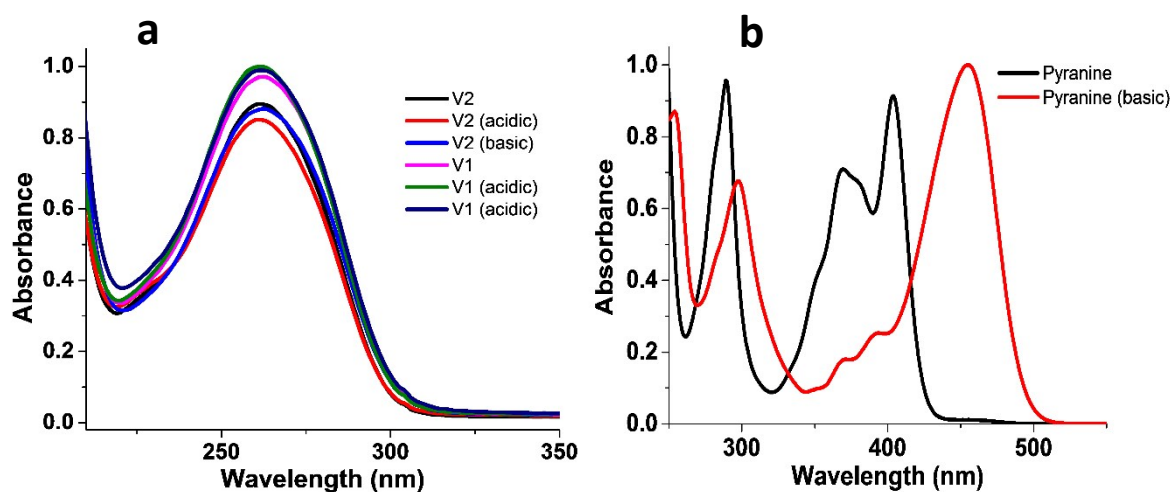 a
Absorbance
1.0
0.8
0.6
0.4
0.2
0.0
250
300
350
Wavelength (nm)
V2
V2 (acidic)
V2 (basic)
V1
V1 (acidic)
V1 (acidic)
b
Absorbance
1.0
0.8
0.6
0.4
0.2
0.0
300
400
500
Wavelength (nm)
Pyranine
Pyranine (basic)